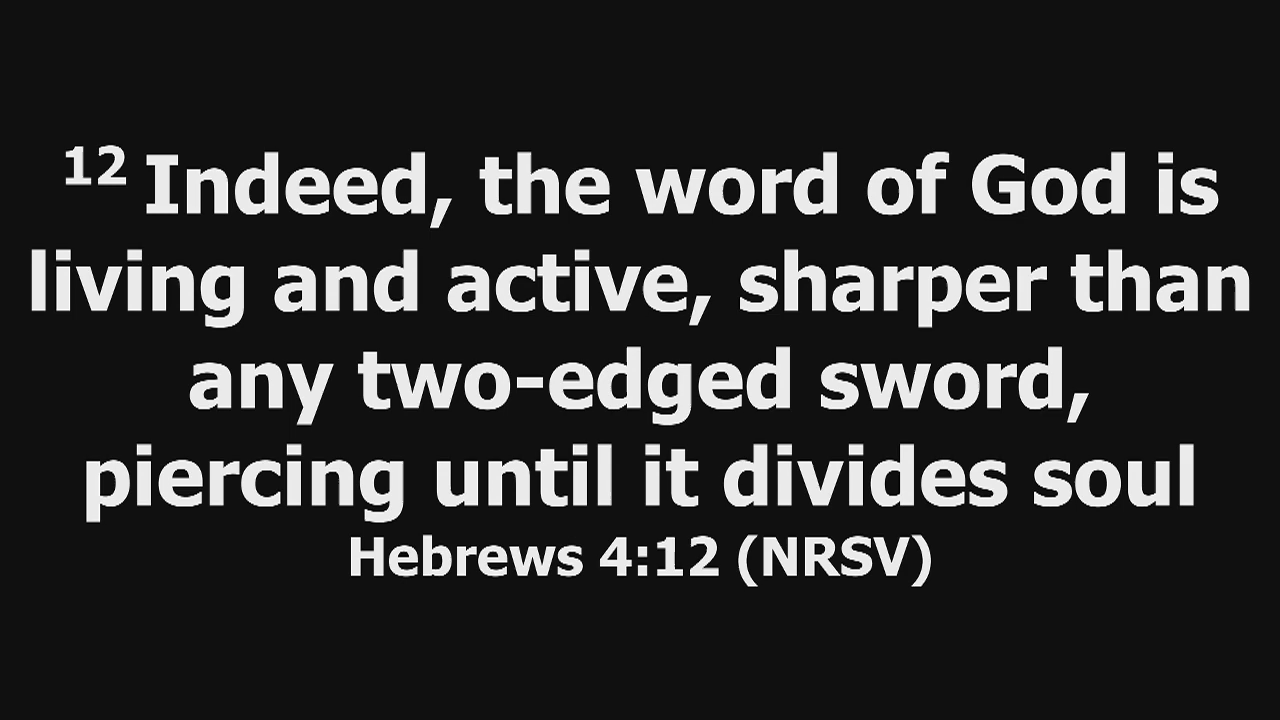 12 Indeed, the word of God is
living and active, sharper than
any two-edged sword,
piercing until it divides soul
Hebrews 4:12 (NRSV)